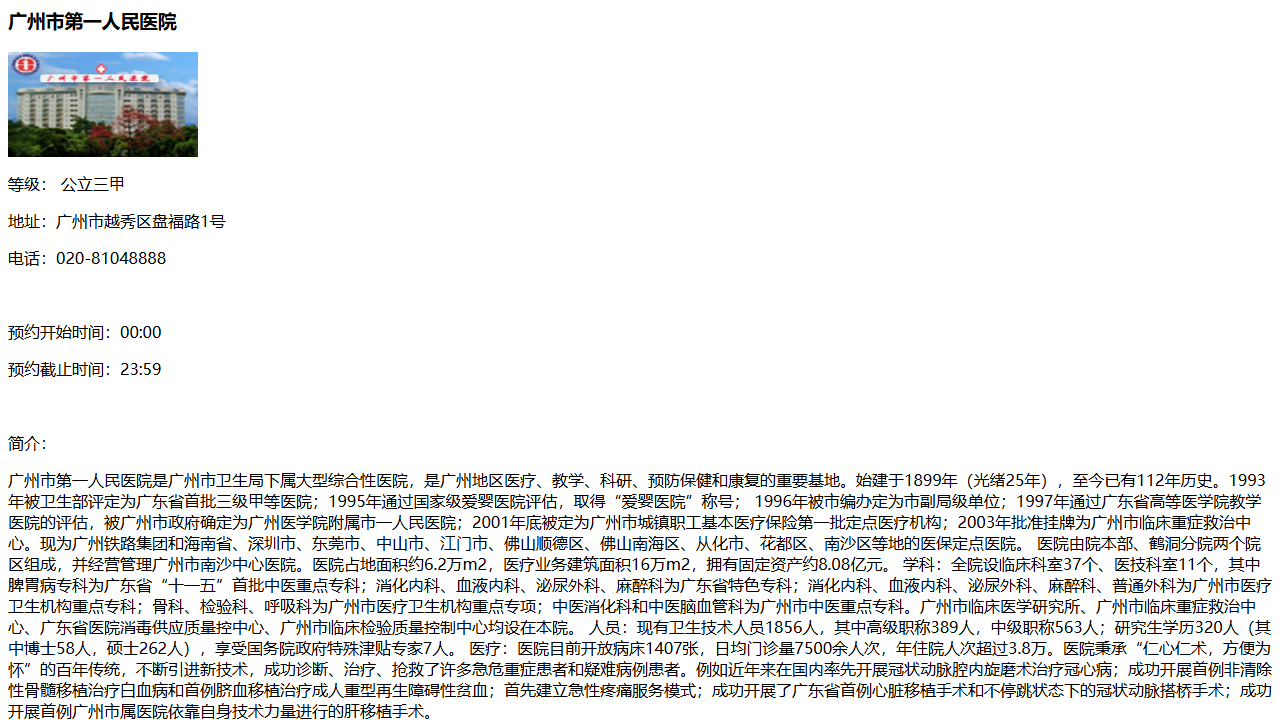 广州市第一人民医院
广州市第一人民医院
等级： 公立三甲
地址：广州市越秀区盘福路1号
电话：020-81048888
预约开始时间：00:00
预约截止时间：23:59
简介：
广州市第一人民医院是广州市卫生局下属大型综合性医院，是广州地区医疗、教学、科研、预防保健和康复的重要基地。始建于1899年（光绪25年），至今已有112年历史。1993
年被卫生部评定为广东省首批三级甲等医院；1995年通过国家级爱婴医院评估，取得“爱婴医院”称号； 1996年被市编办定为市副局级单位；1997年通过广东省高等医学院教学
医院的评估，被广州市政府确定为广州医学院附属市一人民医院；2001年底被定为广州市城镇职工基本医疗保险第一批定点医疗机构；2003年批准挂牌为广州市临床重症救治中
心。现为广州铁路集团和海南省、深圳市、东莞市、中山市、江门市、佛山顺德区、佛山南海区、从化市、花都区、南沙区等地的医保定点医院。 医院由院本部、鹤洞分院两个院
区组成，并经营管理广州市南沙中心医院。医院占地面积约6.2万m2，医疗业务建筑面积16万m2，拥有固定资产约8.08亿元。 学科：全院设临床科室37个、医技科室11个，其中
脾胃病专科为广东省“十一五”首批中医重点专科；消化内科、血液内科、泌尿外科、麻醉科为广东省特色专科；消化内科、血液内科、泌尿外科、麻醉科、普通外科为广州市医疗
卫生机构重点专科；骨科、检验科、呼吸科为广州市医疗卫生机构重点专项；中医消化科和中医脑血管科为广州市中医重点专科。广州市临床医学研究所、广州市临床重症救治中
心、广东省医院消毒供应质量控中心、广州市临床检验质量控制中心均设在本院。 人员：现有卫生技术人员1856人，其中高级职称389人，中级职称563人；研究生学历320人（其
中博士58人，硕士262人），享受国务院政府特殊津贴专家7人。 医疗：医院目前开放病床1407张，日均门诊量7500余人次，年住院人次超过3.8万。医院秉承“仁心仁术，方便为
怀”的百年传统，不断引进新技术，成功诊断、治疗、抢救了许多急危重症患者和疑难病例患者。例如近年来在国内率先开展冠状动脉腔内旋磨术治疗冠心病；成功开展首例非清除
性骨髓移植治疗白血病和首例脐血移植治疗成人重型再生障碍性贫血；首先建立急性疼痛服务模式；成功开展了广东省首例心脏移植手术和不停跳状态下的冠状动脉搭桥手术；成功
开展首例广州市属医院依靠自身技术力量进行的肝移植手术。